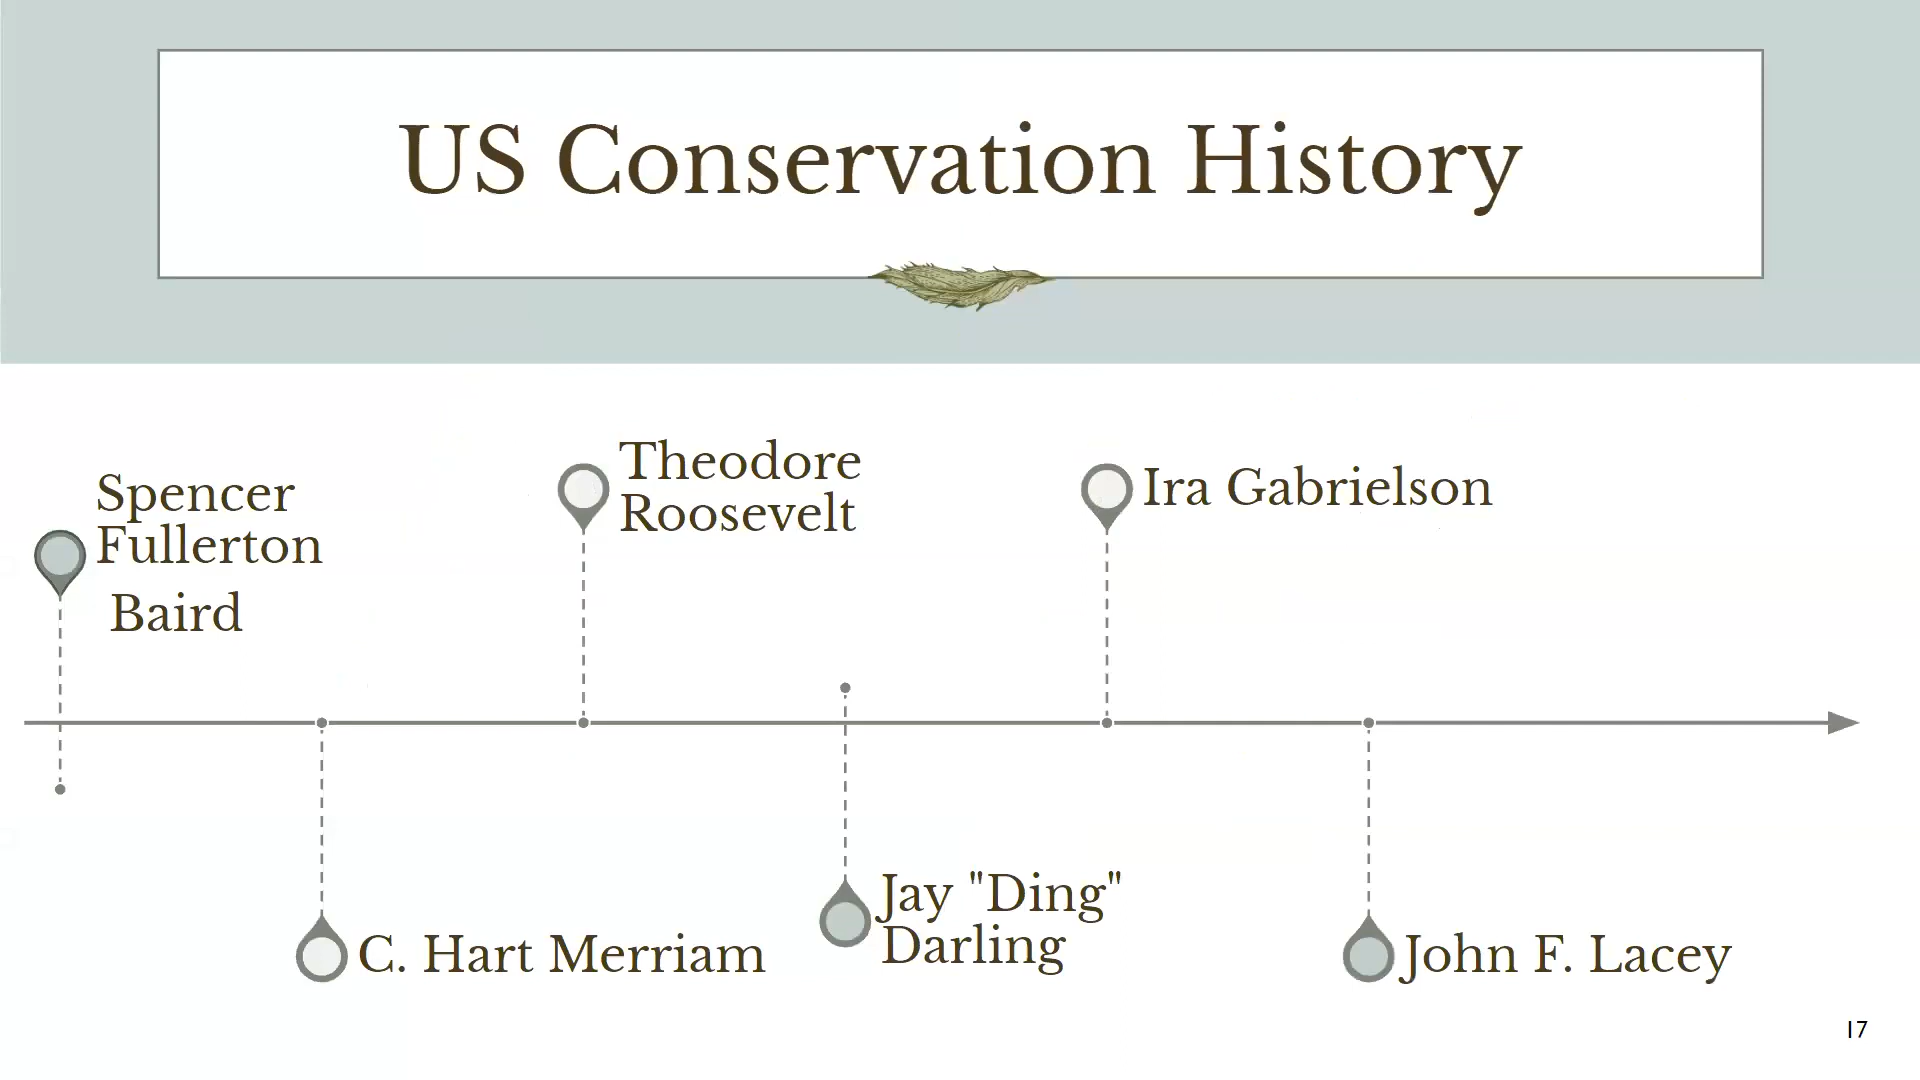 US Conservation History
Spencer
Fullerton
Baird
Theodore
Roosevelt
Ira Gabrielson
C. Hart Merriam
Jay "Ding"
Darling
John F. Lacey
17